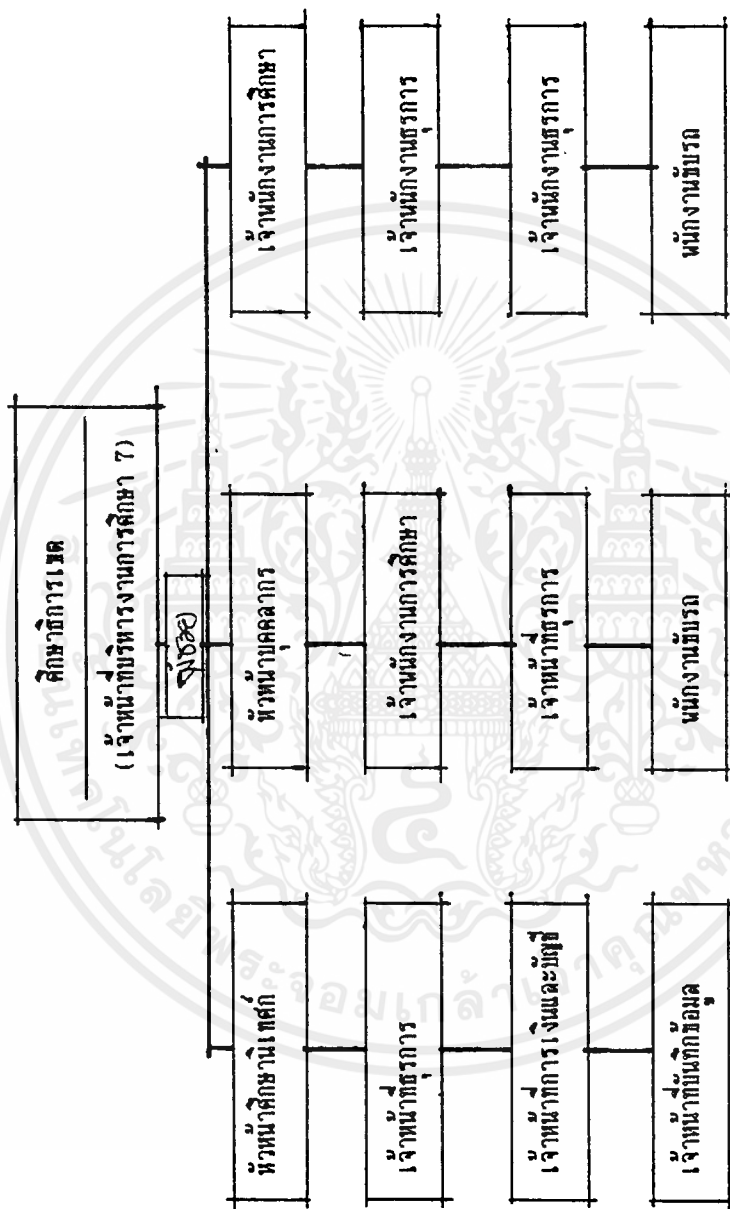 ศึกษาธิการเขต
(เจ้าหน้าที่บริหารงานการศึกษา 7)
ผู้ช่วย
หัวหน้าศึกษานิเทศก์
หัวหน้าบุคคลากร
เจ้าพนักงานการศึกษา
เจ้าหน้าที่ธุรการ
เจ้าพนักงานการศึกษา
เจ้าพนักงานธุรการ
เจ้าหน้าที่การเงินและบัญชี
เจ้าหน้าที่ธุรการ
เจ้าพนักงานธุรการ
เจ้าหน้าที่บันทึกข้อมูล
พนักงานขับรถ
พนักงานขับรถ